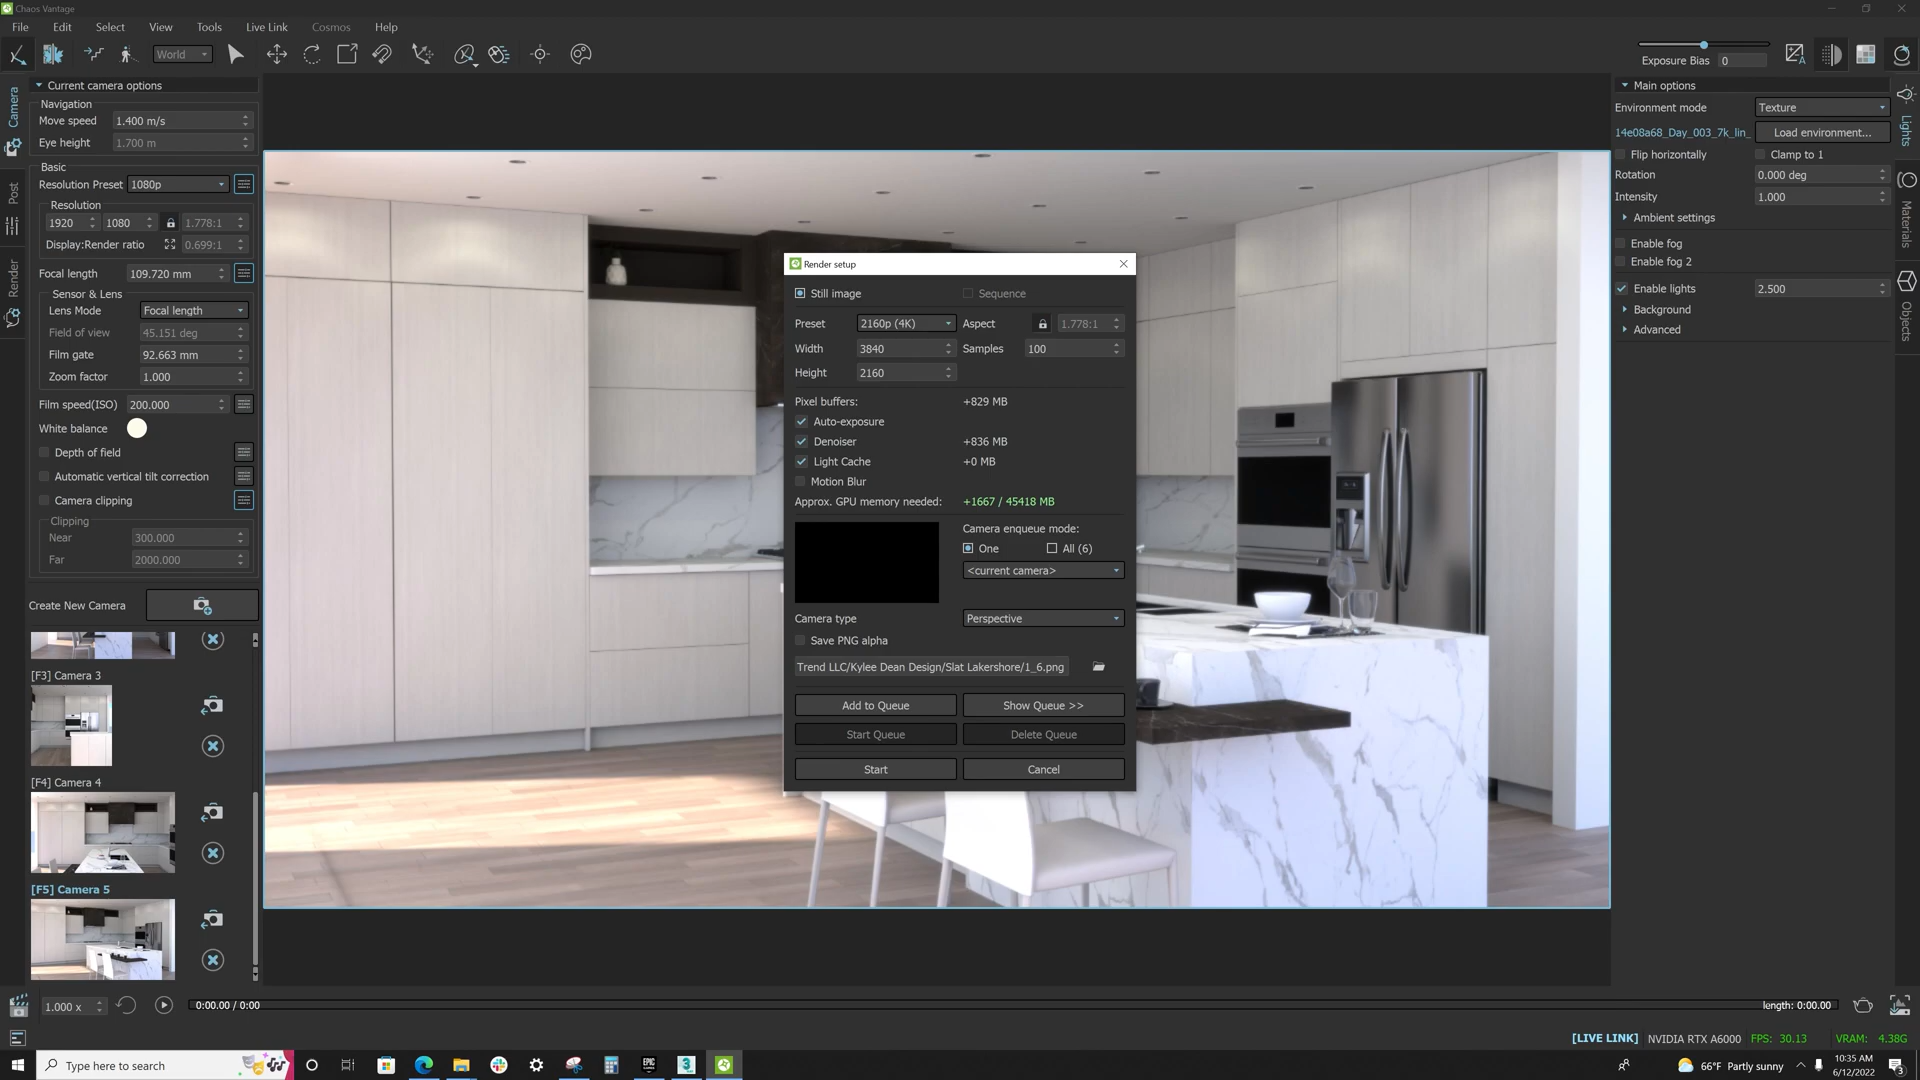 Chaos Vantage
File Edit Select View Tools Live Link Cosmos Help
World
Exposure Bias 0
Current camera options
Navigation
Move speed 1.400 m/s
Eye height 1.700 m
Basic
Resolution Preset 1080p
Resolution
1920 1080 1.778:1
Display:Render ratio 0.699:1
Focal length 109.720 mm
Sensor & Lens
Lens Mode Focal length
Field of view 45.151 deg
Film gate 92.663 mm
Zoom factor 1.000
Film speed(ISO) 200.000
White balance
Depth of field
Automatic vertical tilt correction
Camera clipping
Clipping
Near 300.000
Far 2000.000
Create New Camera
[F3] Camera 3
[F4] Camera 4
[F5] Camera 5
Camera
Post
Render
Render setup
Still image Sequence
Preset 2160p (4K) Aspect 1.778:1
Width 3840 Samples 100
Height 2160
Pixel buffers: +829 MB
Auto-exposure
Denoiser +836 MB
Light Cache +0 MB
Motion Blur
Approx. GPU memory needed: +1667 / 45418 MB
Camera enqueue mode:
One All (6)
<current camera>
Camera type Perspective
Save PNG alpha
Trend LLC/Kylee Dean Design/Slat Lakershore/1_6.png
Add to Queue Show Queue >>
Start Queue Delete Queue
Start Cancel
Main options
Environment mode Texture
14e08a68_Day_003_7k_lin_ Load environment...
Flip horizontally Clamp to 1
Rotation 0.000 deg
Intensity 1.000
Ambient settings
Enable fog
Enable fog 2
Enable lights 2.500
Background
Advanced
Lights
Materials
Objects
1.000 x 0:00.00 / 0:00 length: 0:00.00
[LIVE LINK] NVIDIA RTX A6000 FPS: 30.13 VRAM: 4.38G
Type here to search
EPIC GAMES
3
66°F Partly sunny
10:35 AM
6/12/2022
3